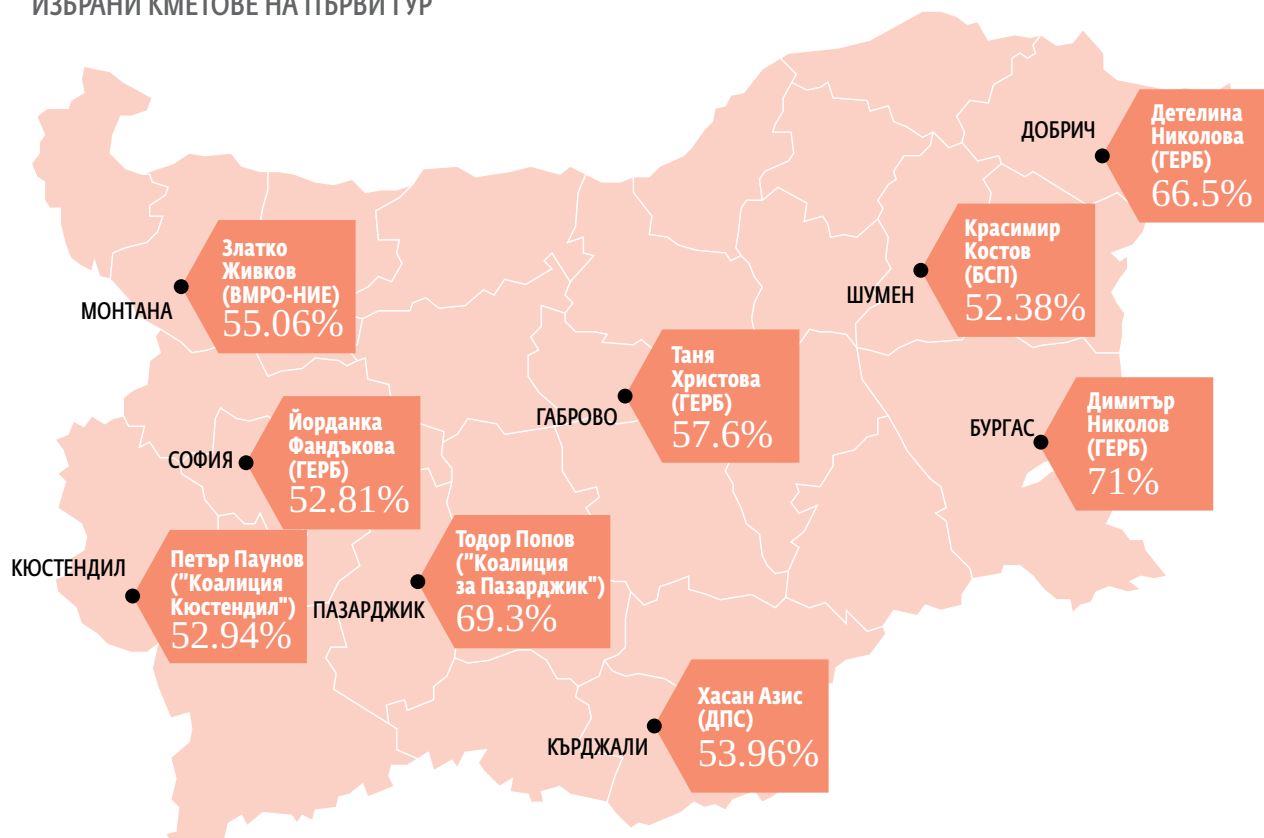 ИЗБРАНИ КМЕТОВЕ НА ПЪРВИ ТУР
ДОБРИЧ
Детелина
Николова
(ГЕРБ)
66.5%
ШУМЕН
Красимир
Костов
(БСП)
52.38%
МОНТАНА
Златко
Живков
(ВМРО-НИЕ)
55.06%
ГАБРОВО
Таня
Христова
(ГЕРБ)
57.6%
БУРГАС
Димитър
Николов
(ГЕРБ)
71%
СОФИЯ
Йорданка
Фандъкова
(ГЕРБ)
52.81%
КЮСТЕНДИЛ
Петър Паунов
("Коалиция
Кюстендил")
52.94%
ПАЗАРДЖИК
Тодор Попов
("Коалиция
за Пазарджик")
69.3%
КЪРДЖАЛИ
Хасан Азис
(ДПС)
53.96%